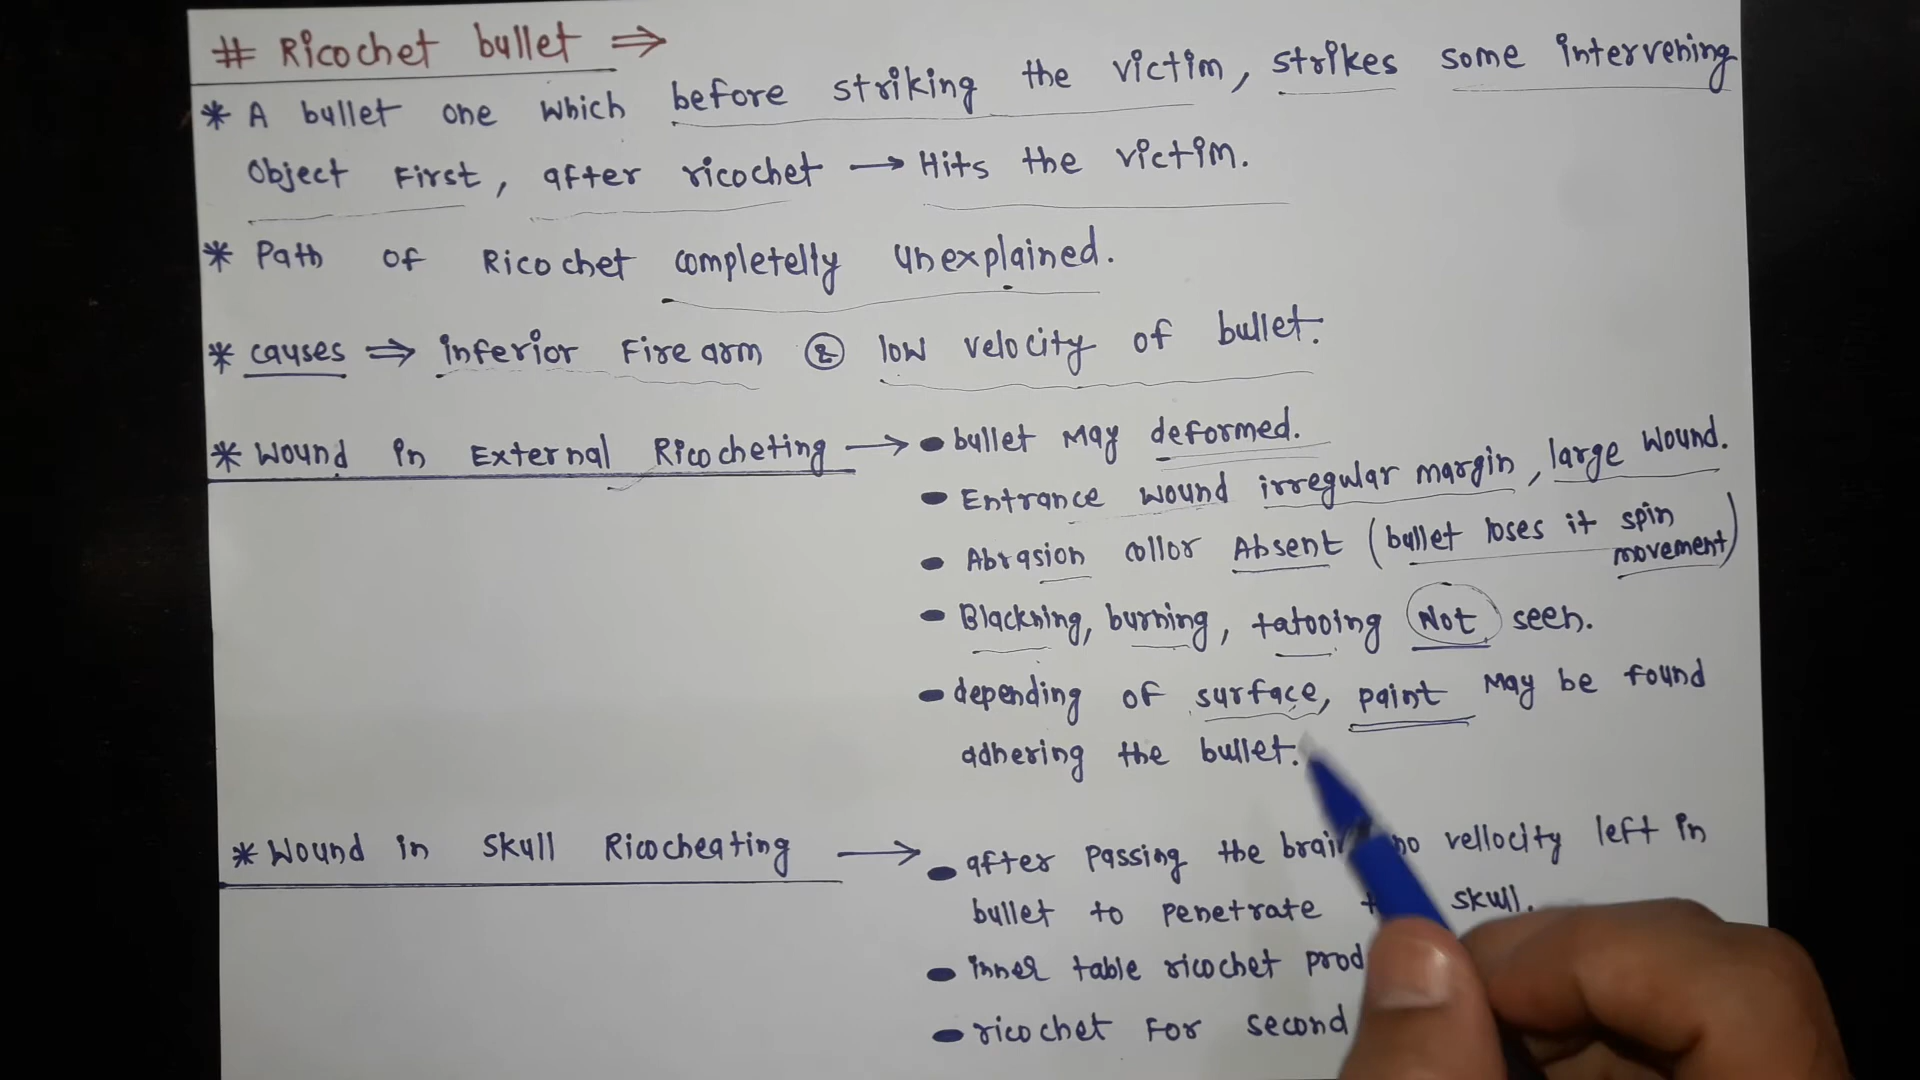 # Ricochet bullet ⇒
* A bullet one which before striking the victim, strikes some intervening
object first, after ricochet → Hits the victim.
* Path of Ricochet completelly unexplained.
* causes ⇒ inferior Fire arm & low velocity of bullet.
* Wound in External Ricocheting → • bullet may deformed.
• Entrance wound irregular margin, large wound.
• Abrasion collor Absent (bullet loses it spin
movement)
• Blackning, burning, tatooing Not seen.
• depending of surface, paint may be found
adhering the bullet.
* Wound in Skull Ricocheating → • after passing the brain no vellocity left in
bullet to penetrate skull.
• inner table ricochet
• ricochet For second